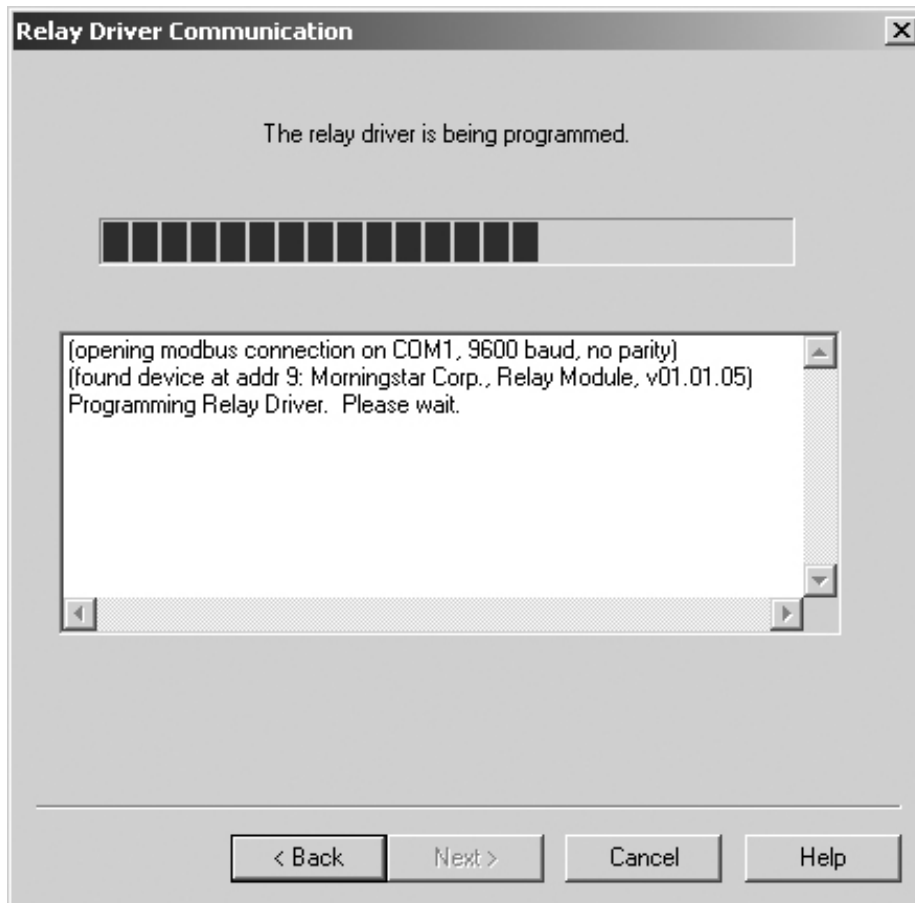 Relay Driver Communication
The relay driver is being programmed.
(opening modbus connection on COM1, 9600 baud, no parity)
(found device at addr 9: Morningstar Corp., Relay Module, v01.01.05)
Programming Relay Driver.  Please wait.
< Back
Next >
Cancel
Help